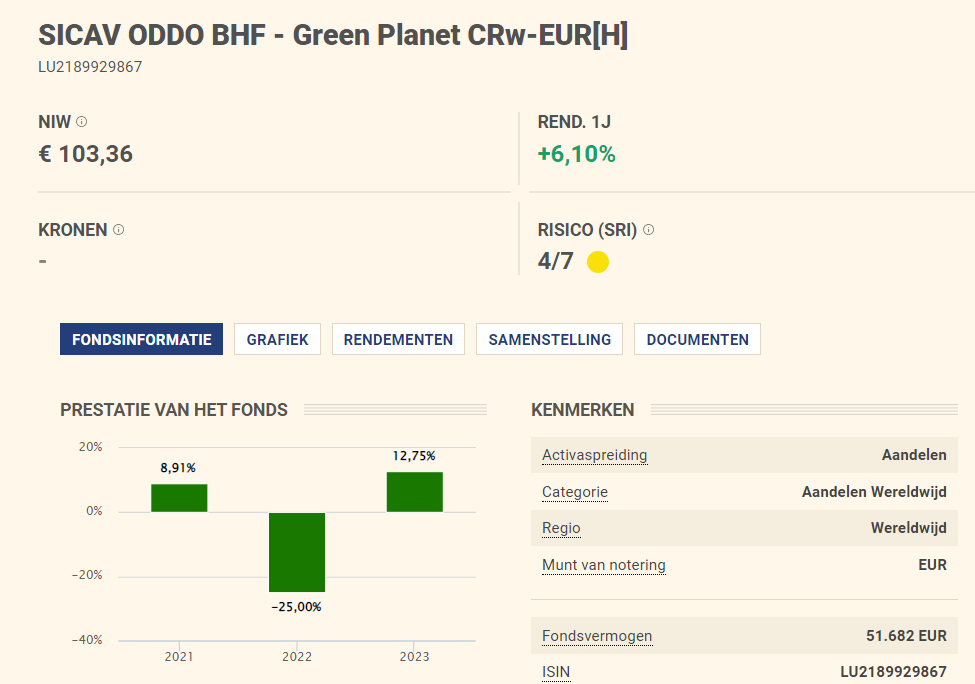 SICAV ODDO BHF - Green Planet CRw-EUR[H]
LU2189929867
NIW
€ 103,36
REND. 1J
+6,10%
KRONEN
-
RISICO (SRI)
4/7
FONDSINFORMATIE GRAFIEK RENDEMENTEN SAMENSTELLING DOCUMENTEN
PRESTATIE VAN HET FONDS
20%
0%
−20%
−40%
8,91%
−25,00%
12,75%
2021 2022 2023
KENMERKEN
Activaspreiding Aandelen
Categorie Aandelen Wereldwijd
Regio Wereldwijd
Munt van notering EUR
Fondsvermogen 51.682 EUR
ISIN LU2189929867